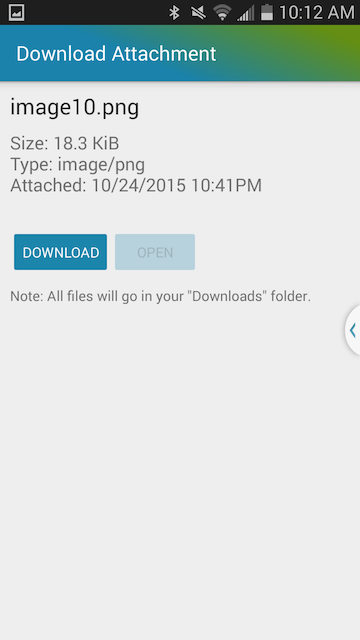 10:12 AM
Download Attachment
image10.png
Size: 18.3 KiB
Type: image/png
Attached: 10/24/2015 10:41PM
DOWNLOAD OPEN
Note: All files will go in your "Downloads" folder.